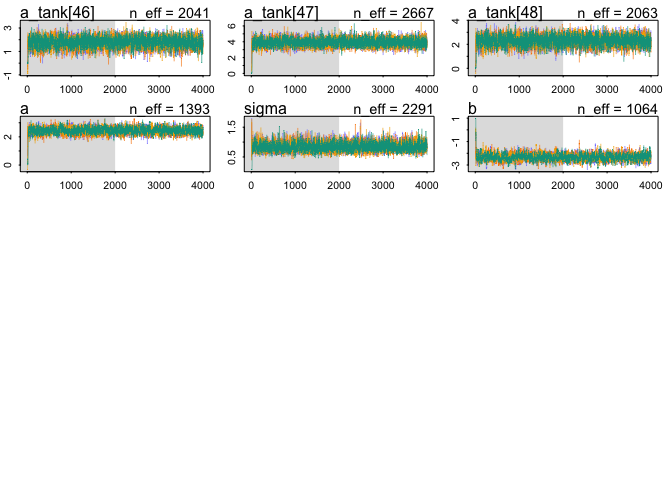 a_tank[46] n_eff = 2041
a_tank[47] n_eff = 2667
a_tank[48] n_eff = 2063
-1 1 3
0 2 4 6
0 2 4
0 1000 2000 3000 4000
0 1000 2000 3000 4000
0 1000 2000 3000 4000
a n_eff = 1393
sigma n_eff = 2291
b n_eff = 1064
0 2
0.5 1.5
-3 -1 1
0 1000 2000 3000 4000
0 1000 2000 3000 4000
0 1000 2000 3000 4000